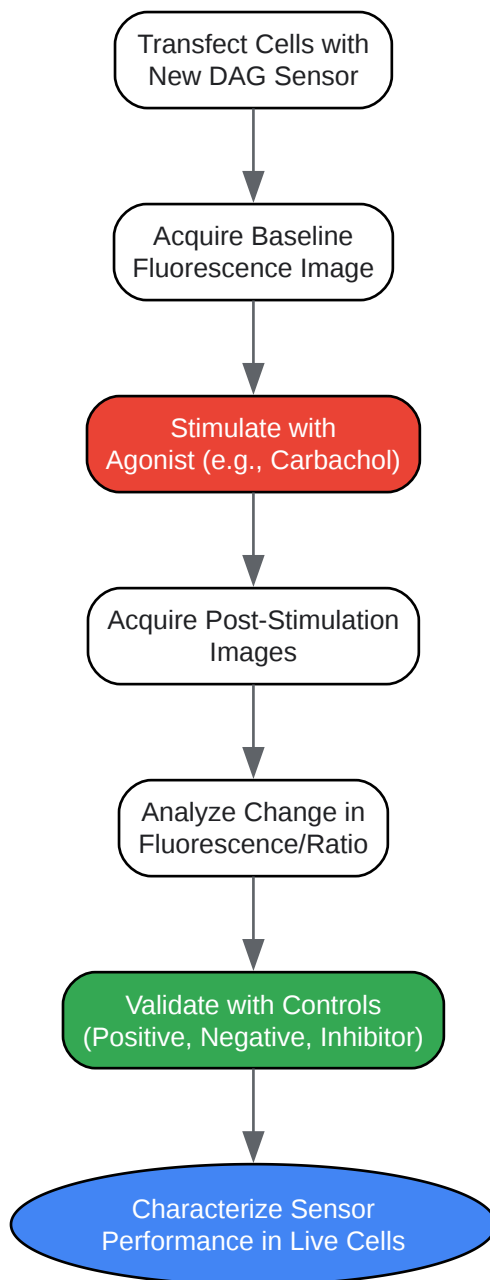 Transfect Cells with
New DAG Sensor
Acquire Baseline
Fluorescence Image
Stimulate with
Agonist (e.g., Carbachol)
Acquire Post-Stimulation
Images
Analyze Change in
Fluorescence/Ratio
Validate with Controls
(Positive, Negative, Inhibitor)
Characterize Sensor
Performance in Live Cells